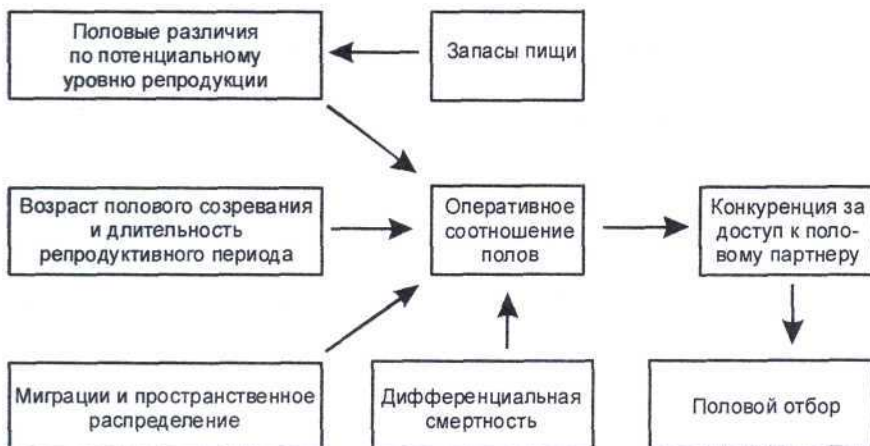 Половые различия
по потенциальному
уровню репродукции
Запасы пищи
Возраст полового созревания
и длительность
репродуктивного периода
Оперативное
соотношение
полов
Конкуренция за
доступ к поло-
вому партнеру
Миграции и пространственное
распределение
Дифференциальная
смертность
Половой отбор